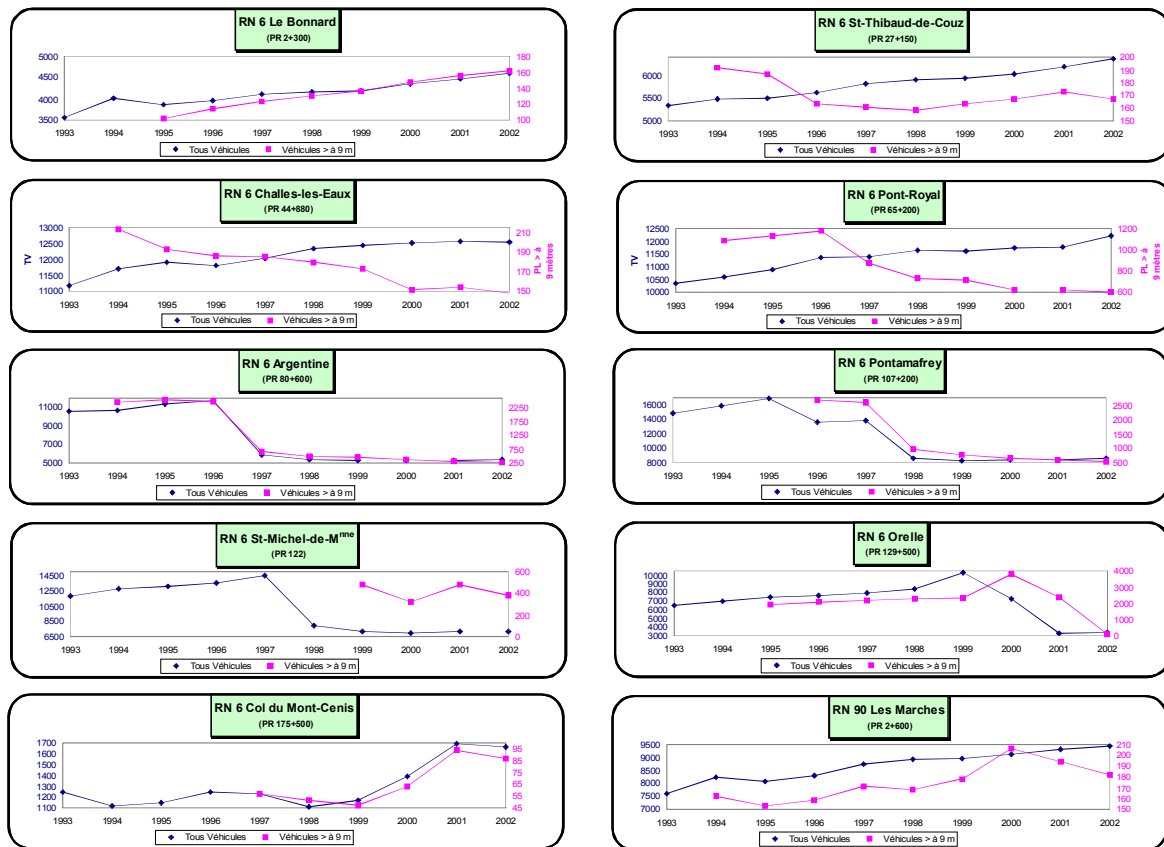 RN 6 Le Bonnard
(PR 2+300)
5000
4500
4000
3500
180
160
140
120
100
1993 1994 1995 1996 1997 1998 1999 2000 2001 2002
Tous Véhicules Véhicules > à 9 m
RN 6 St-Thibaud-de-Couz
(PR 27+150)
6000
5500
5000
200
190
180
170
160
150
1993 1994 1995 1996 1997 1998 1999 2000 2001 2002
Tous Véhicules Véhicules > à 9 m
RN 6 Challes-les-Eaux
(PR 44+880)
TV
13000
12500
12000
11500
11000
210
190
170
150
PL > à
9 mètres
1993 1994 1995 1996 1997 1998 1999 2000 2001 2002
Tous Véhicules Véhicules > à 9 m
RN 6 Pont-Royal
(PR 65+200)
TV
12500
12000
11500
11000
10500
10000
1200
1000
800
600
PL > à
9 mètres
1993 1994 1995 1996 1997 1998 1999 2000 2001 2002
Tous Véhicules Véhicules > à 9 m
RN 6 Argentine
(PR 80+600)
11000
9000
7000
5000
2250
1750
1250
750
250
1993 1994 1995 1996 1997 1998 1999 2000 2001 2002
Tous Véhicules Véhicules > à 9 m
RN 6 Pontamafrey
(PR 107+200)
16000
14000
12000
10000
8000
2500
2000
1500
1000
500
1993 1994 1995 1996 1997 1998 1999 2000 2001 2002
Tous Véhicules Véhicules > à 9 m
RN 6 St-Michel-de-Mnne
(PR 122)
14500
12500
10500
8500
6500
600
400
200
0
1993 1994 1995 1996 1997 1998 1999 2000 2001 2002
Tous Véhicules Véhicules > à 9 m
RN 6 Orelle
(PR 129+500)
10000
9000
8000
7000
6000
5000
4000
3000
4000
3000
2000
1000
0
1993 1994 1995 1996 1997 1998 1999 2000 2001 2002
Tous Véhicules Véhicules > à 9 m
RN 6 Col du Mont-Cenis
(PR 175+500)
1700
1600
1500
1400
1300
1200
1100
95
85
75
65
55
45
1993 1994 1995 1996 1997 1998 1999 2000 2001 2002
Tous Véhicules Véhicules > à 9 m
RN 90 Les Marches
(PR 2+600)
9500
9000
8500
8000
7500
7000
210
200
190
180
170
160
150
1993 1994 1995 1996 1997 1998 1999 2000 2001 2002
Tous Véhicules Véhicules > à 9 m